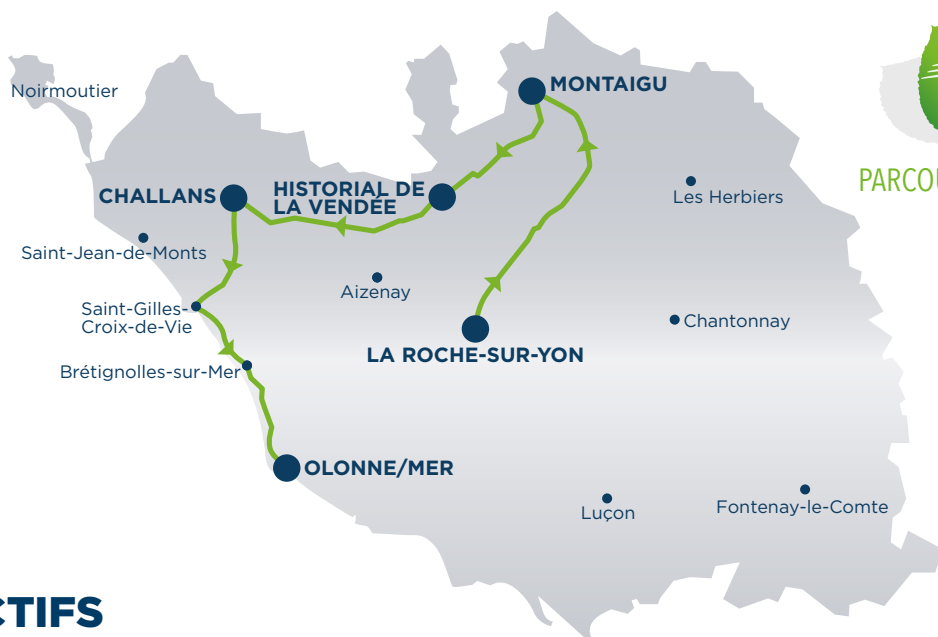 MONTAIGU
Noirmoutier
PARCOU
CHALLANS
HISTORIAL DE
LA VENDÉE
Les Herbiers
Saint-Jean-de-Monts
Aizenay
Saint-Gilles-
Croix-de-Vie
Chantonnay
LA ROCHE-SUR-YON
Brétignolles-sur-Mer
OLONNE/MER
Luçon
Fontenay-le-Comte
CTIFS